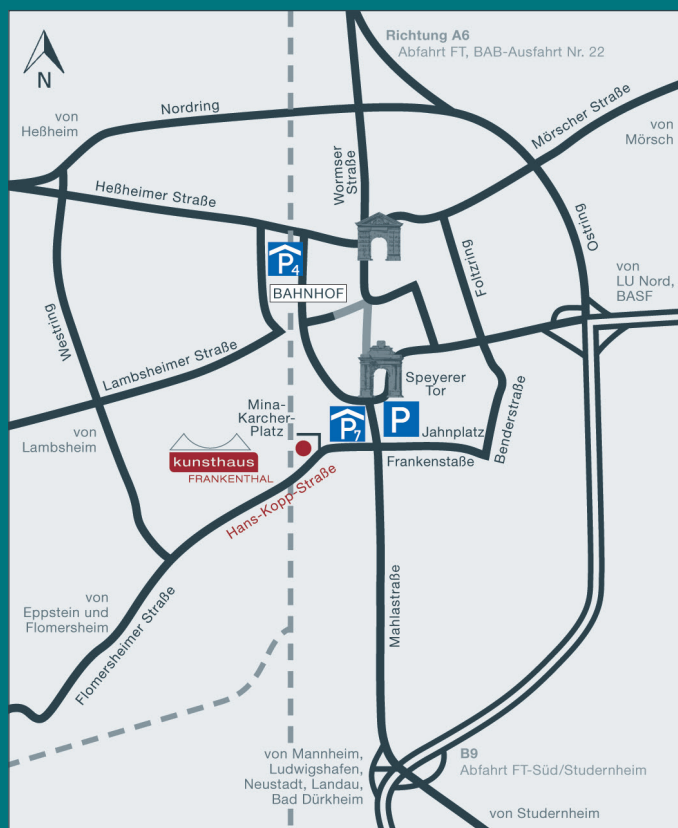 Richtung A6
Abfahrt FT, BAB-Ausfahrt Nr. 22
N
von
Heßheim
Nordring
Mörscher Straße
von
Mörsch
Wormser
Straße
Heßheimer Straße
Ostring
Foltzring
P4
BAHNHOF
von
LU Nord,
BASF
Westring
Lambsheimer Straße
Speyerer
Tor
Mina-
Karcher-
Platz
P7
P
Jahnplatz
Benderstraße
von
Lambsheim
kunsthaus
FRANKENTHAL
Frankenstaße
Hans-Kopp-Straße
von
Eppstein und
Flomersheim
Flomersheimer Straße
Mahlastraße
von Mannheim,
Ludwigshafen,
Neustadt, Landau,
Bad Dürkheim
B9
Abfahrt FT-Süd/Studernheim
von Studernheim